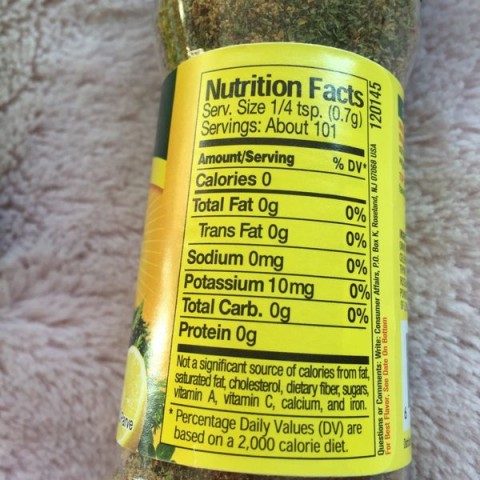 Nutrition Facts
Serv. Size 1/4 tsp. (0.7g)
Servings: About 101
Amount/Serving % DV*
Calories 0
Total Fat 0g 0%
Trans Fat 0g 0%
Sodium 0mg 0%
Potassium 10mg 0%
Total Carb. 0g 0%
Protein 0g
Not a significant source of calories from fat,
saturated fat, cholesterol, dietary fiber, sugars,
vitamin A, vitamin C, calcium, and iron.
* Percentage Daily Values (DV) are
based on a 2,000 calorie diet.
Questions or Comments: Write: Consumer Affairs, P.O. Box K, Roseland, NJ 07068 USA
For Best Flavor, See Date On Bottom
120145